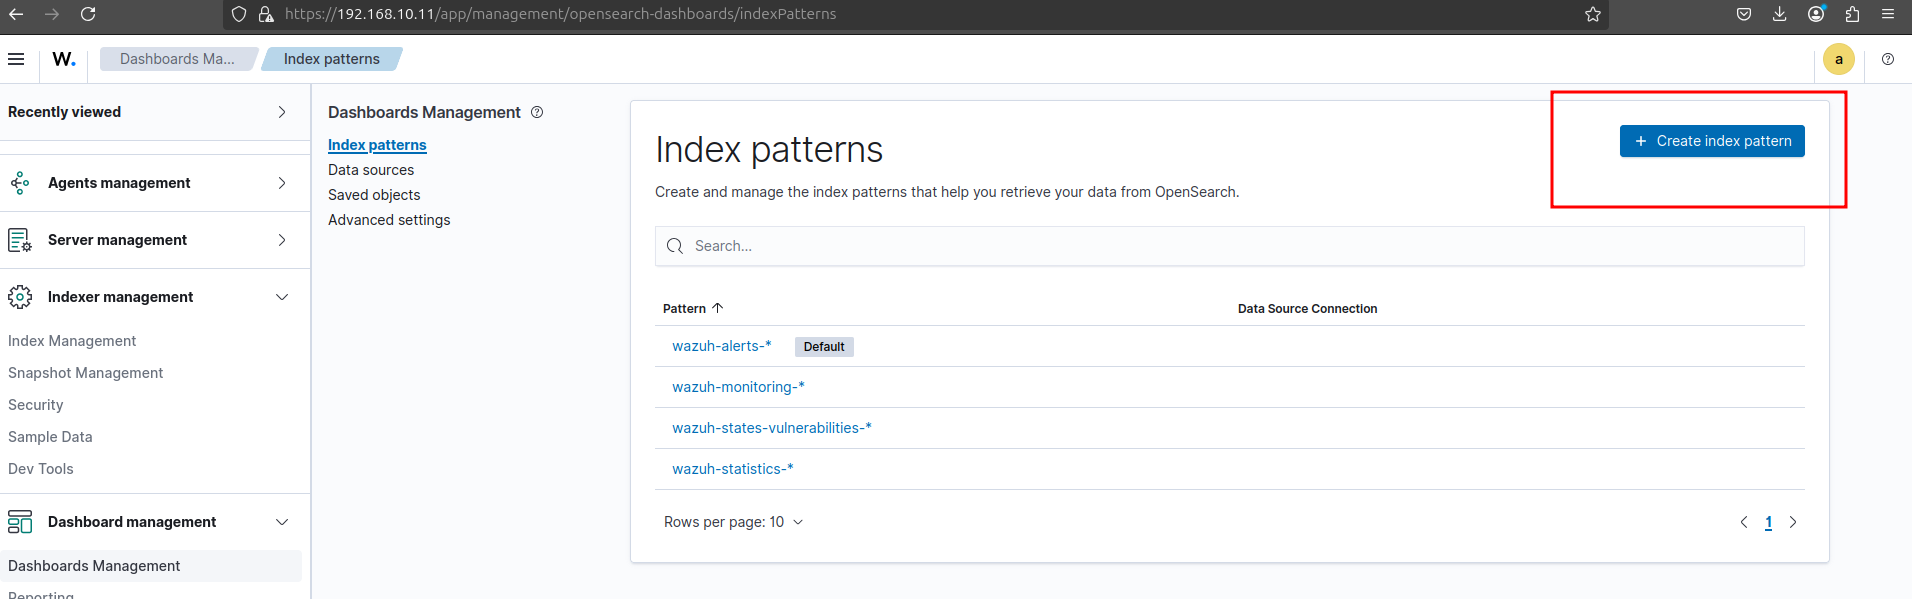 https://192.168.10.11/app/management/opensearch-dashboards/indexPatterns
W. Dashboards Ma... Index patterns a
Recently viewed
Agents management
Server management
Indexer management
Index Management
Snapshot Management
Security
Sample Data
Dev Tools
Dashboard management
Dashboards Management
Reporting
Dashboards Management
Index patterns
Data sources
Saved objects
Advanced settings
Index patterns
+ Create index pattern
Create and manage the index patterns that help you retrieve your data from OpenSearch.
Search...
Pattern Data Source Connection
wazuh-alerts-* Default
wazuh-monitoring-*
wazuh-states-vulnerabilities-*
wazuh-statistics-*
Rows per page: 10 1